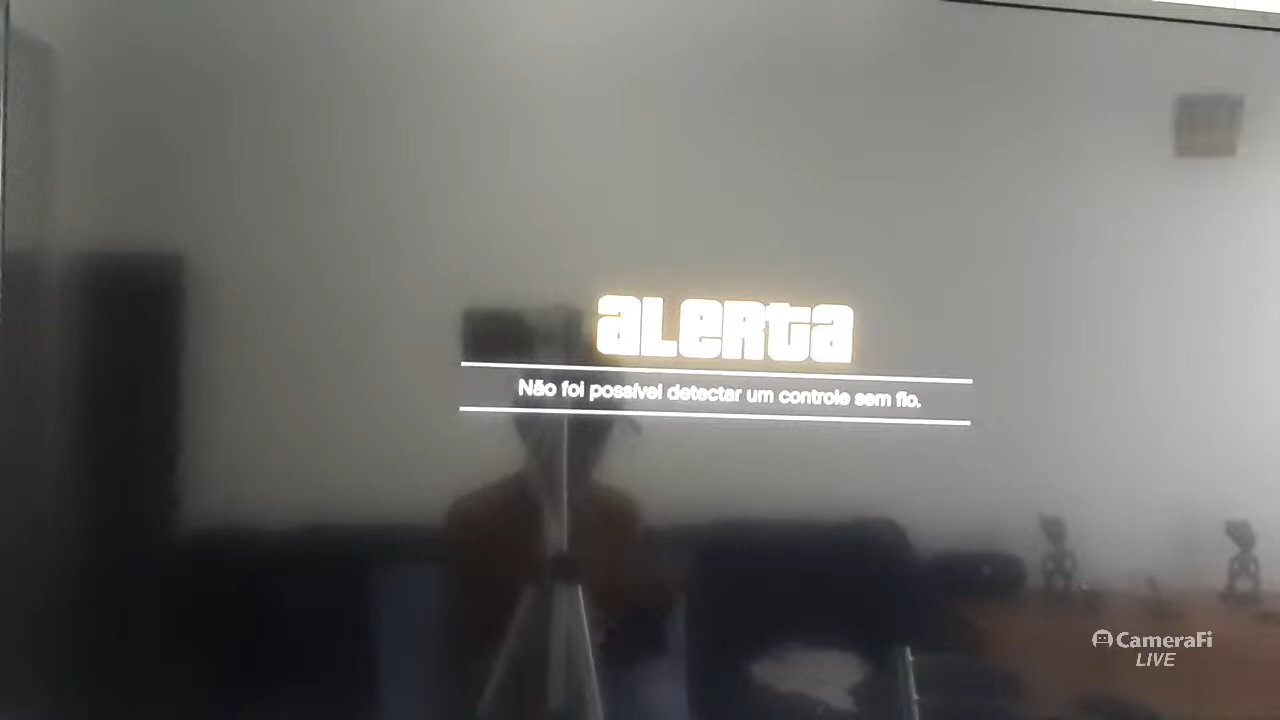 aLeRta
Não foi possível detectar um controle sem fio.
CameraFi
LIVE